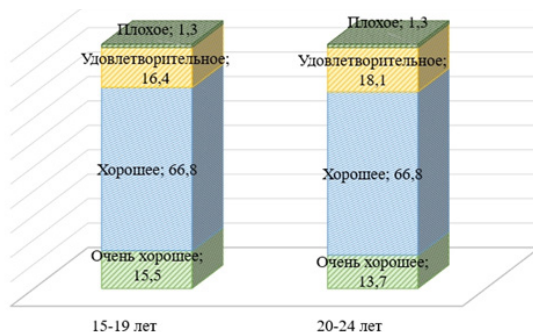 Плохое; 1,3
Удовлетворительное;
16,4
Хорошее; 66,8
Очень хорошее;
15,5
15-19 лет
Плохое; 1,3
Удовлетворительное;
18,1
Хорошее; 66,8
Очень хорошее;
13,7
20-24 лет